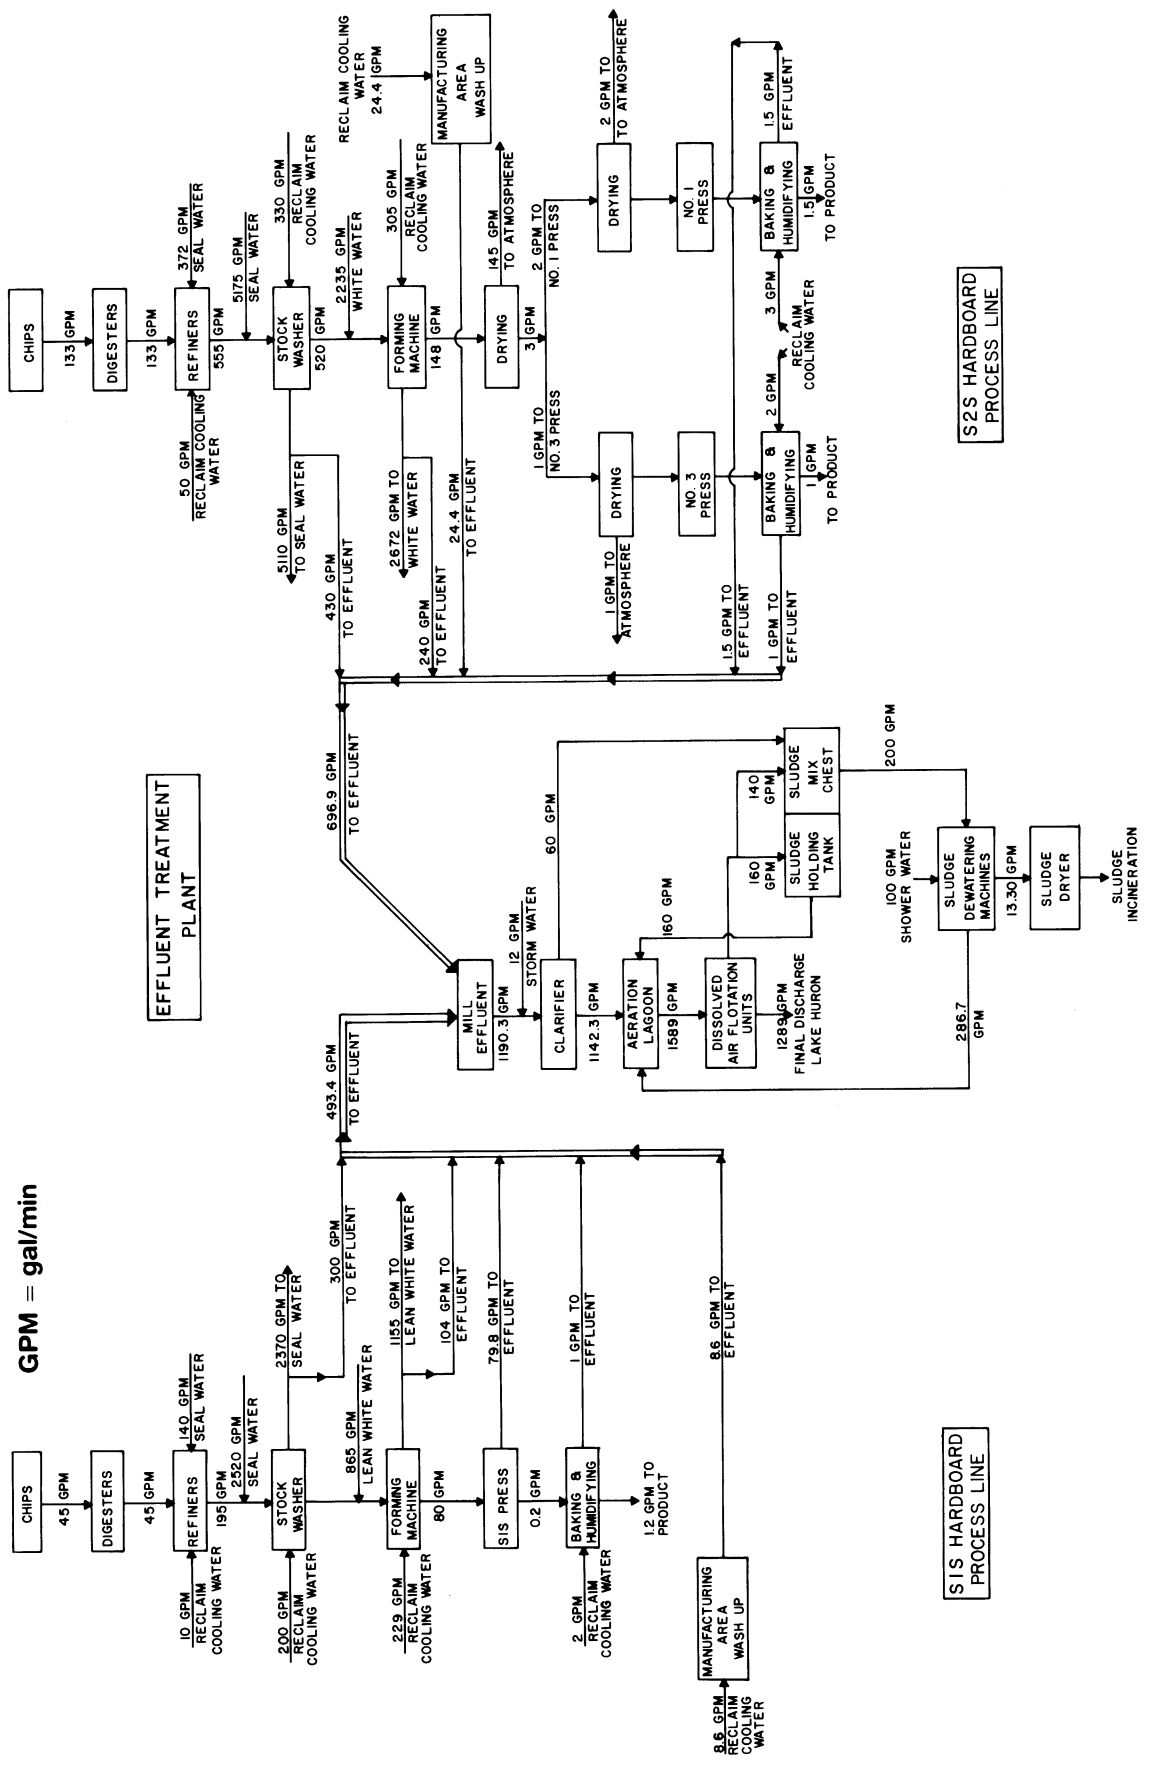 GPM = gal/min
EFFLUENT TREATMENT
PLANT
CHIPS
45 GPM
DIGESTERS
45 GPM
140 GPM
SEAL WATER
REFINERS
10 GPM
RECLAIM
COOLING WATER
195 GPM
2520 GPM
SEAL WATER
STOCK
WASHER
200 GPM
RECLAIM
COOLING WATER
2370 GPM TO
SEAL WATER
300 GPM
TO EFFLUENT
865 GPM
LEAN WHITE WATER
FORMING
MACHINE
229 GPM
RECLAIM
COOLING WATER
1155 GPM TO
LEAN WHITE WATER
104 GPM TO
EFFLUENT
80 GPM
SIS PRESS
79.8 GPM TO
EFFLUENT
0.2 GPM
BAKING &
HUMIDIFYING
2 GPM
RECLAIM
COOLING WATER
1 GPM TO
EFFLUENT
1.2 GPM TO
PRODUCT
MANUFACTURING
AREA
WASH UP
8.6 GPM
RECLAIM
COOLING
WATER
8.6 GPM TO
EFFLUENT
SIS HARDBOARD
PROCESS LINE
493.4 GPM
TO EFFLUENT
696.9 GPM
TO EFFLUENT
MILL
EFFLUENT
1190.3 GPM
12 GPM
STORM WATER
CLARIFIER
60 GPM
1142.3 GPM
AERATION
LAGOON
160 GPM
1589 GPM
DISSOLVED
AIR FLOTATION
UNITS
1289 GPM
FINAL DISCHARGE
LAKE HURON
160
GPM
140
GPM
SLUDGE
HOLDING
TANK
SLUDGE
MIX
CHEST
200 GPM
100 GPM
SHOWER WATER
SLUDGE
DEWATERING
MACHINES
286.7
GPM
13.30 GPM
SLUDGE
DRYER
SLUDGE
INCINERATION
CHIPS
133 GPM
DIGESTERS
133 GPM
372 GPM
SEAL WATER
REFINERS
50 GPM
RECLAIM COOLING
WATER
555 GPM
5175 GPM
SEAL WATER
STOCK
WASHER
330 GPM
RECLAIM
COOLING WATER
5110 GPM
TO SEAL WATER
430 GPM
TO EFFLUENT
520 GPM
2235 GPM
WHITE WATER
FORMING
MACHINE
305 GPM
RECLAIM
COOLING WATER
2672 GPM TO
WHITE WATER
240 GPM
TO EFFLUENT
RECLAIM COOLING
WATER
24.4 GPM
MANUFACTURING
AREA
WASH UP
24.4 GPM
TO EFFLUENT
148 GPM
DRYING
145 GPM
TO ATMOSPHERE
3 GPM
1 GPM TO
NO. 3 PRESS
2 GPM TO
NO. 1 PRESS
DRYING
1 GPM TO
ATMOSPHERE
DRYING
2 GPM TO
TO ATMOSPHERE
NO. 3
PRESS
NO. 1
PRESS
1.5 GPM TO
EFFLUENT
1 GPM TO
EFFLUENT
BAKING &
HUMIDIFYING
2 GPM
RECLAIM
COOLING WATER
3 GPM
BAKING &
HUMIDIFYING
1.5 GPM
EFFLUENT
1 GPM
TO PRODUCT
1.5 GPM
TO PRODUCT
S2S HARDBOARD
PROCESS LINE